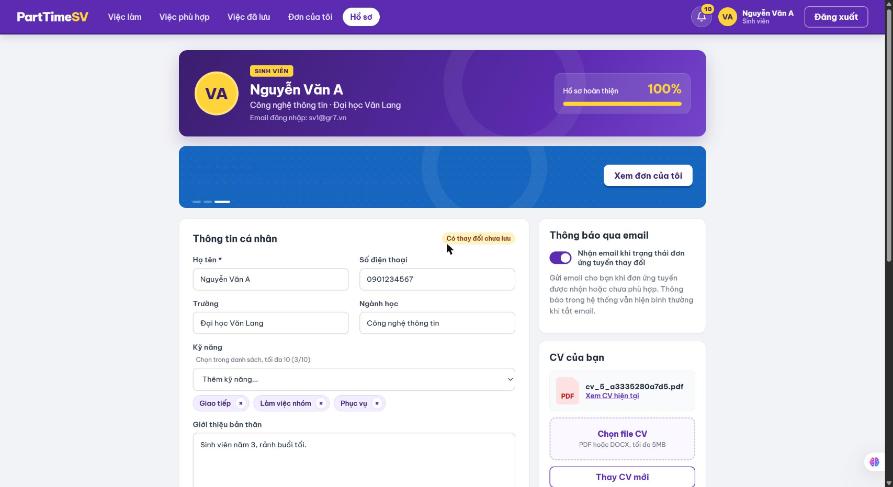 PartTimeSV
Việc làm
Việc phù hợp
Việc đã lưu
Đơn của tôi
Hồ sơ
10
VA
Nguyễn Văn A
Sinh viên
Đăng xuất
VA
SINH VIÊN
Nguyễn Văn A
Công nghệ thông tin · Đại học Văn Lang
Email đăng nhập: sv1@gr7.vn
Hồ sơ hoàn thiện
100%
Xem đơn của tôi
Thông tin cá nhân
Có thay đổi chưa lưu
Họ tên *
Số điện thoại
Nguyễn Văn A
0901234567
Trường
Ngành học
Đại học Văn Lang
Công nghệ thông tin
Kỹ năng
Chọn trong danh sách, tối đa 10 (3/10)
Thêm kỹ năng...
Giao tiếp ×
Làm việc nhóm ×
Phục vụ ×
Giới thiệu bản thân
Sinh viên năm 3, rảnh buổi tối.
Thông báo qua email
Nhận email khi trạng thái đơn
ứng tuyển thay đổi
Gửi email cho bạn khi đơn ứng tuyển
được nhận hoặc chưa phù hợp. Thông
báo trong hệ thống vẫn hiện bình thường
khi tắt email.
CV của bạn
PDF
cv_5_a3335280a7d5.pdf
Xem CV hiện tại
Chọn file CV
PDF hoặc DOCX, tối đa 5MB
Thay CV mới